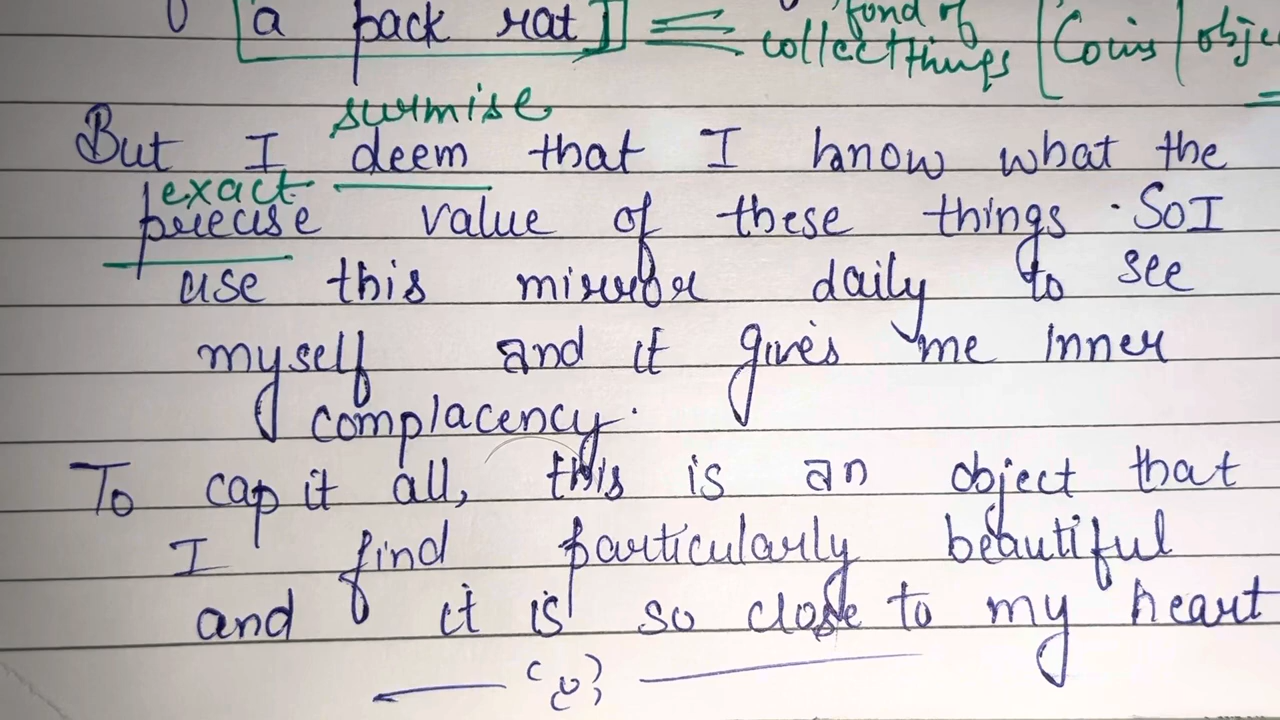 [a pack rat] = fond of
collect things [Coins / obje
surmise
But I deem that I know what the
exact
precise value of these things. So I
use this mirror daily to see
myself and it gives me inner
complacency.
To cap it all, this is an object that
I find particularly beautiful
and it is so close to my heart